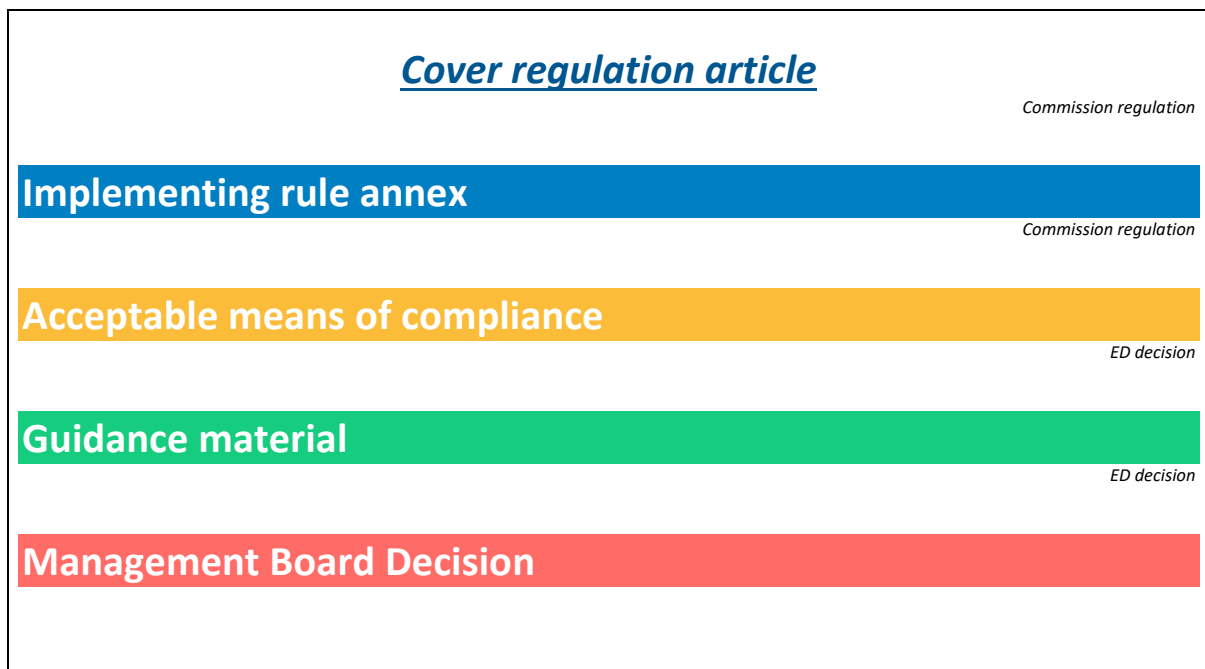 Cover regulation article
Commission regulation
Implementing rule annex
Commission regulation
Acceptable means of compliance
ED decision
Guidance material
ED decision
Management Board Decision